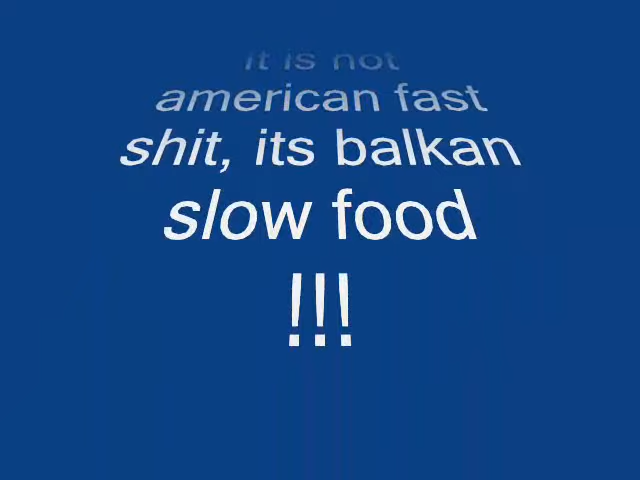 it is not
american fast
shit, its balkan
slow food
!!!